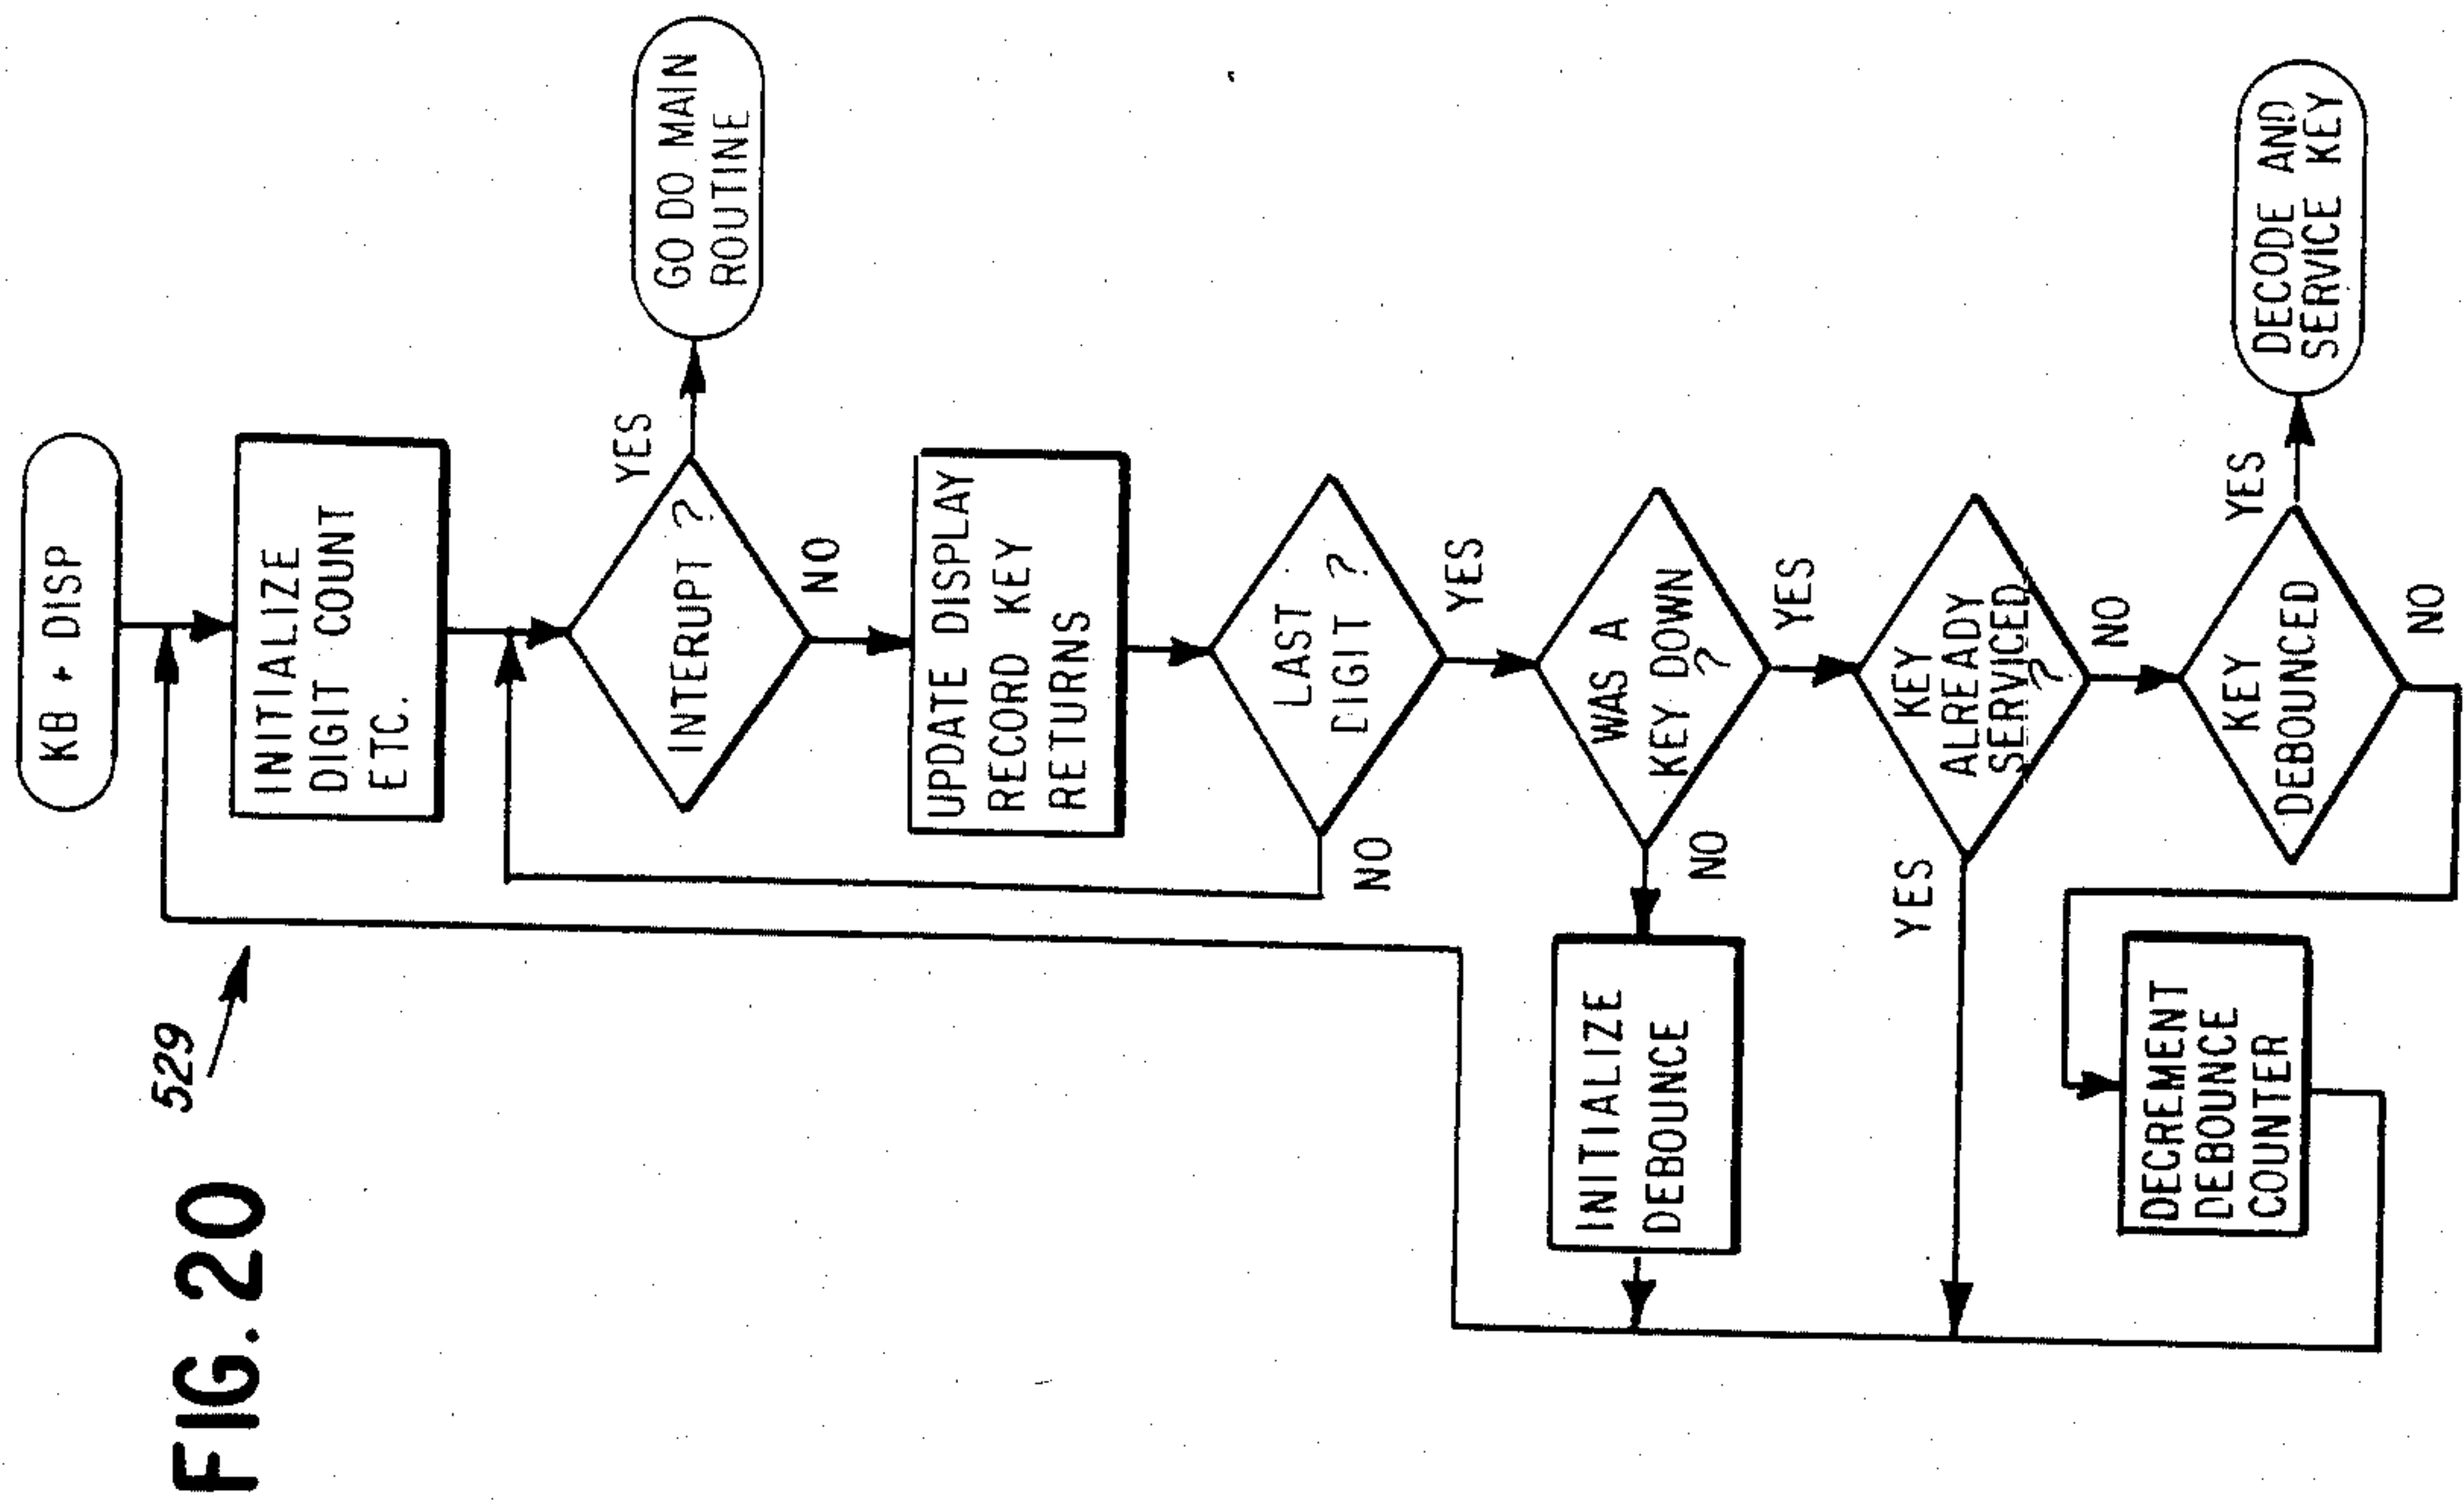 FIG. 20
529
KB + DISP
INITIALIZE
DIGIT COUNT
ETC.
INTERRUPT ?
YES
GO DO MAIN
ROUTINE
NO
UPDATE DISPLAY
RECORD KEY
RETURNS
LAST
DIGIT ?
NO
YES
WAS A
KEY DOWN
?
NO
INITIALIZE
DEBOUNCE
YES
KEY
ALREADY
SERVICED
?
YES
NO
KEY
DEBOUNCED
YES
DECODE AND
SERVICE KEY
NO
DECREMENT
DEBOUNCE
COUNTER